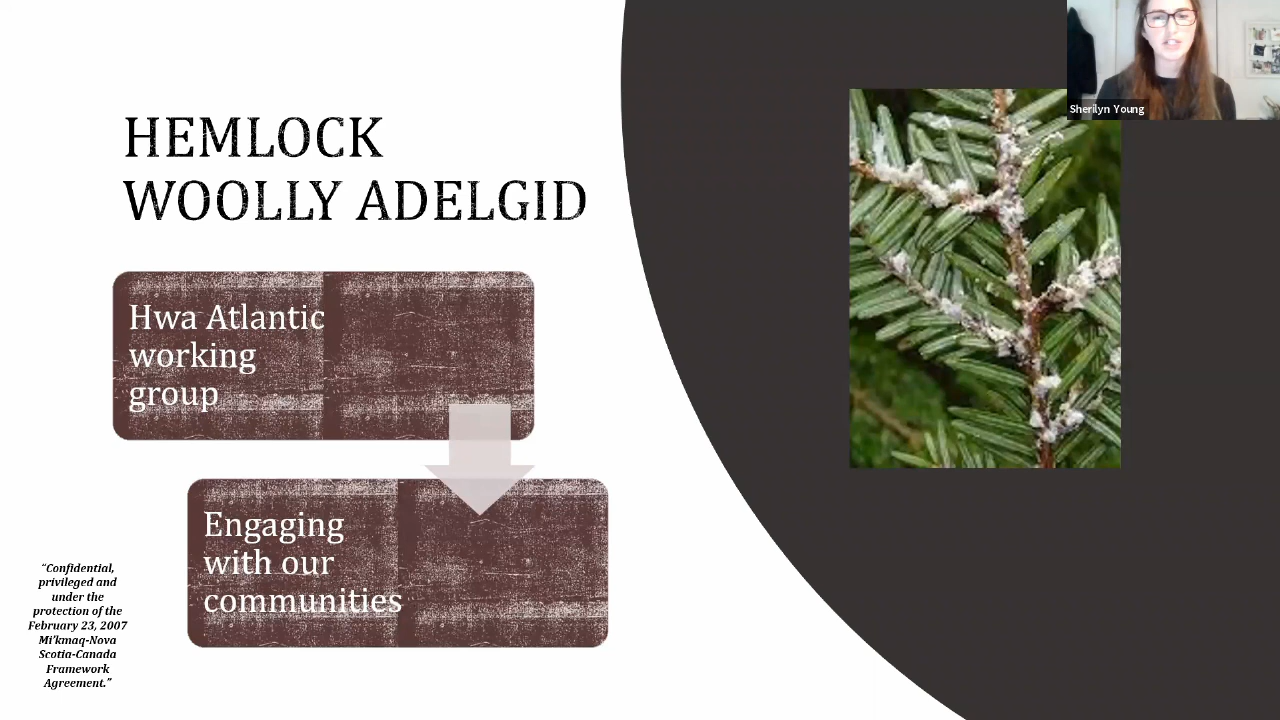 HEMLOCK
WOOLLY ADELGID
Hwa Atlantic
working
group
Engaging
with our
communities
“Confidential,
privileged and
under the
protection of the
February 23, 2007
Mi’kmaq-Nova
Scotia-Canada
Framework
Agreement.”
Sherilyn Young